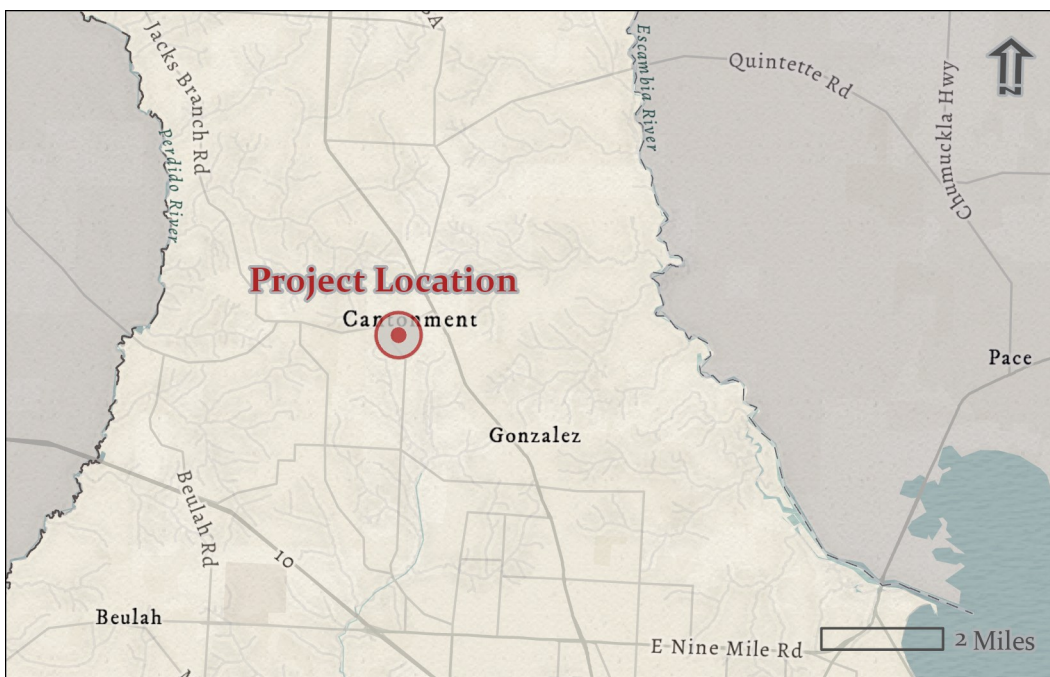 Jacks Branch Rd
Escambia River
Quintette Rd
Chumuckla Hwy
N
Perdido River
Project Location
Cantonment
Pace
Gonzalez
Beulah Rd
10
Beulah
E Nine Mile Rd
2 Miles